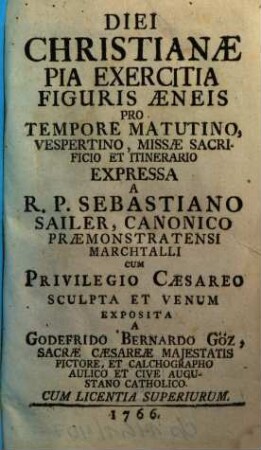 DIEI
CHRISTIANÆ
PIA EXERCITIA
FIGURIS ÆNEIS
PRO
TEMPORE MATUTINO,
VESPERTINO, MISSÆ SACRI-
FICIO ET ITINERARIO
EXPRESSA
A
R. P. SEBASTIANO
SAILER, CANONICO
PRÆMONSTRATENSI
MARCHTALLI
CUM
PRIVILEGIO CÆSAREO
SCULPTA ET VENUM
EXPOSITA
A
GODEFRIDO BERNARDO GÖZ,
SACRÆ CÆSAREÆ MAJESTATIS
PICTORE, ET CALCHOGRAPHO
AULICO ET CIVE AUGU-
STANO CATHOLICO.
CUM LICENTIA SUPERIORUM.
1766.